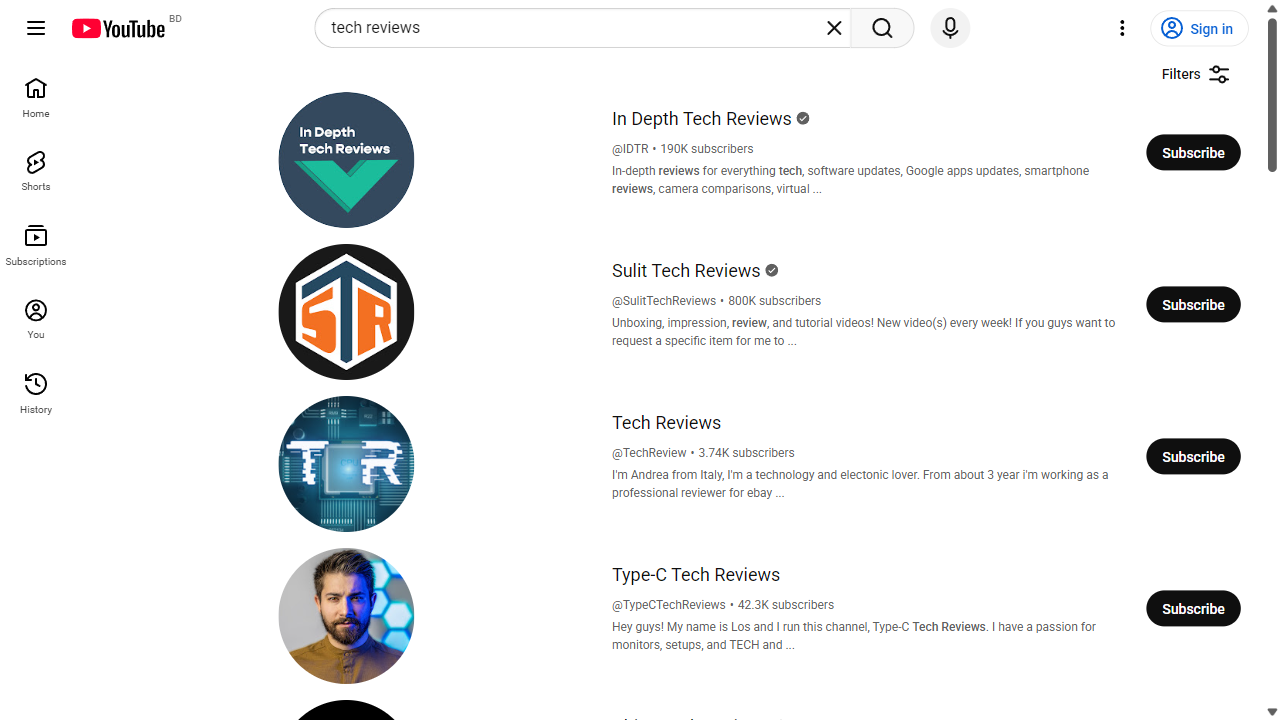 YouTube BD
tech reviews
Sign in
Filters
Home
Shorts
Subscriptions
You
History
In Depth
Tech Reviews
In Depth Tech Reviews
@IDTR • 190K subscribers
In-depth reviews for everything tech, software updates, Google apps updates, smartphone
reviews, camera comparisons, virtual ...
Subscribe
STR
Sulit Tech Reviews
@SulitTechReviews • 800K subscribers
Unboxing, impression, review, and tutorial videos! New video(s) every week! If you guys want to
request a specific item for me to ...
Subscribe
TR
Tech Reviews
@TechReview • 3.74K subscribers
I'm Andrea from Italy, I'm a technology and electonic lover. From about 3 year i'm working as a
professional reviewer for ebay ...
Subscribe
Type-C Tech Reviews
@TypeCTechReviews • 42.3K subscribers
Hey guys! My name is Los and I run this channel, Type-C Tech Reviews. I have a passion for
monitors, setups, and TECH and ...
Subscribe